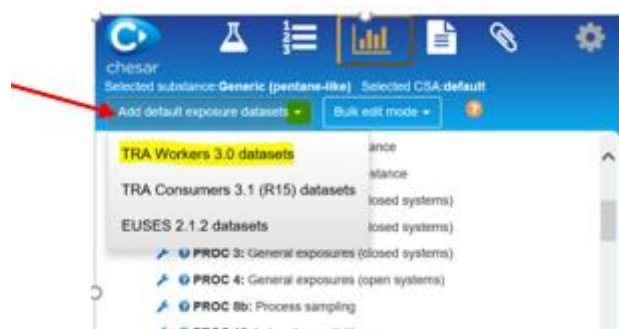 chesar
Selected substance:Generic (pentane-like) Selected CSA:default
Add default exposure datasets Bulk edit mode
TRA Workers 3.0 datasets
TRA Consumers 3.1 (R15) datasets
EUSES 2.1.2 datasets
ance
stance
losed systems)
losed systems)
PROC 3: General exposures (closed systems)
PROC 4: General exposures (open systems)
PROC 8b: Process sampling